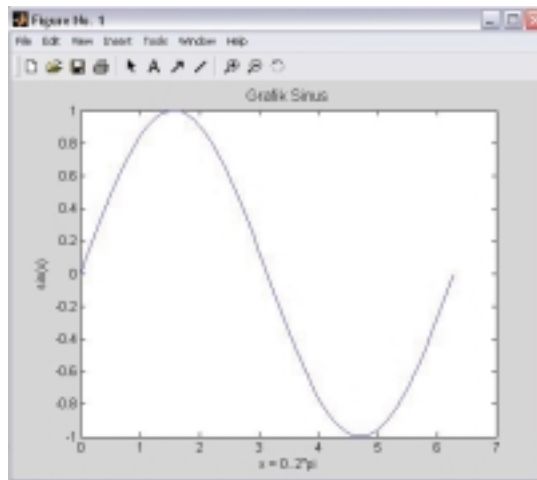 Figure No. 1
File Edit View Insert Tools Window Help
A
Grafik Sinus
1
0.8
0.6
0.4
0.2
0
-0.2
-0.4
-0.6
-0.8
-1
sin(x)
0 1 2 3 4 5 6 7
x = 0..2*pi